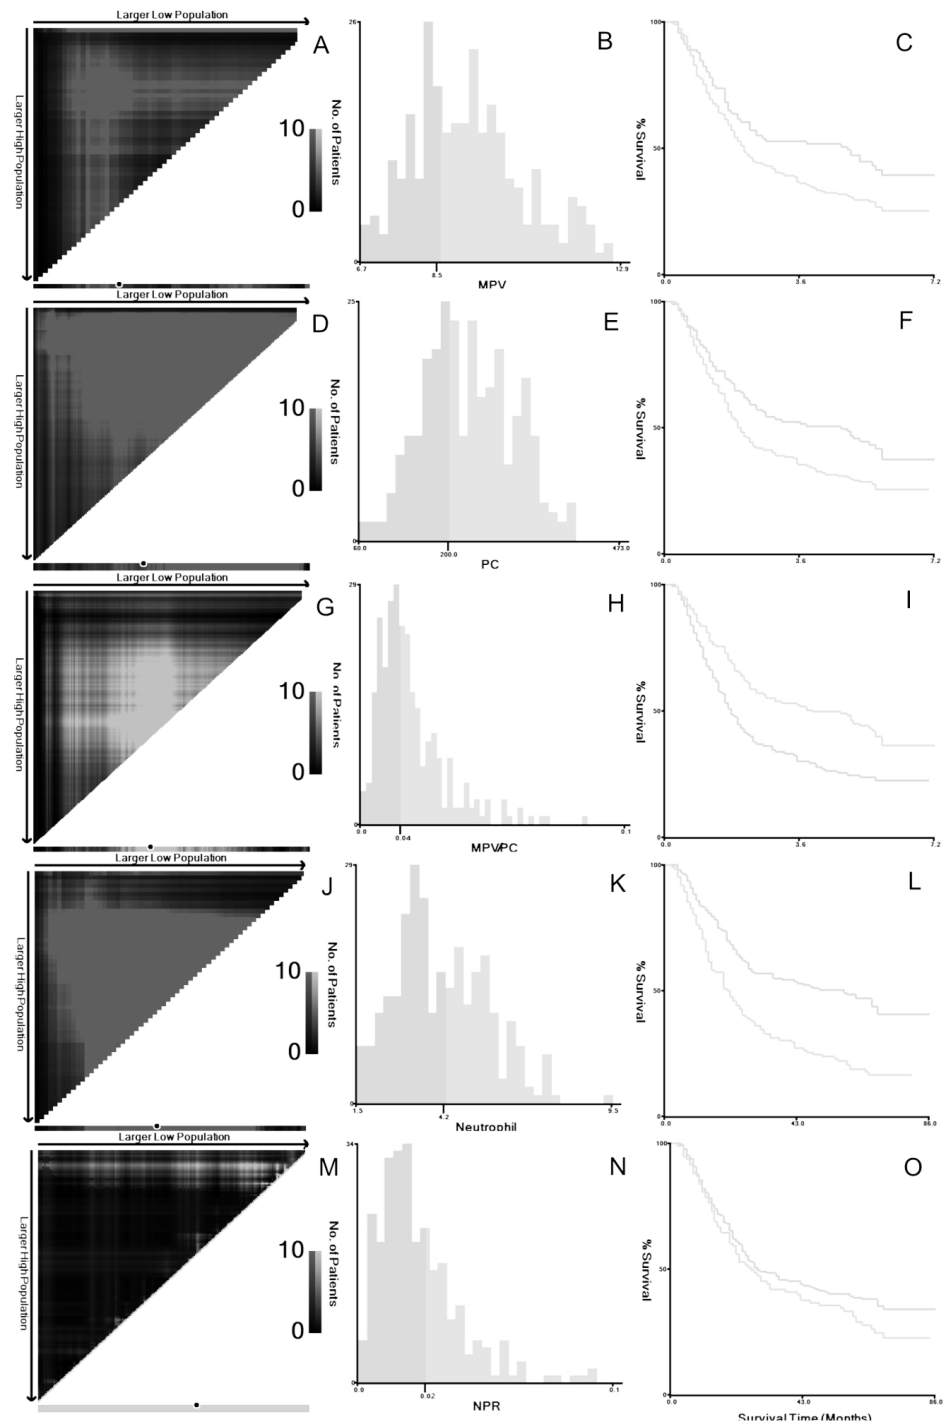 Larger Low Population
Larger High Population
A
No. of Patients
10
0
26
0
6.7
8.5
12.9
MPV
B
% Survival
100
50
0
0.0
3.6
7.2
C
Larger Low Population
Larger High Population
D
No. of Patients
10
0
25
0
60.0
200.0
473.0
PC
E
% Survival
100
50
0
0.0
3.6
7.2
F
Larger Low Population
Larger High Population
G
No. of Patients
10
0
29
0
0.0
0.04
0.1
MPV/PC
H
% Survival
100
50
0
0.0
3.6
7.2
I
Larger Low Population
Larger High Population
J
No. of Patients
10
0
29
0
1.5
4.2
9.5
Neutrophil
K
% Survival
100
50
0
0.0
43.0
86.0
L
Larger Low Population
Larger High Population
M
No. of Patients
10
0
34
0
0.0
0.02
0.1
NPR
N
% Survival
100
50
0
0.0
43.0
86.0
Survival Time (Months)
O